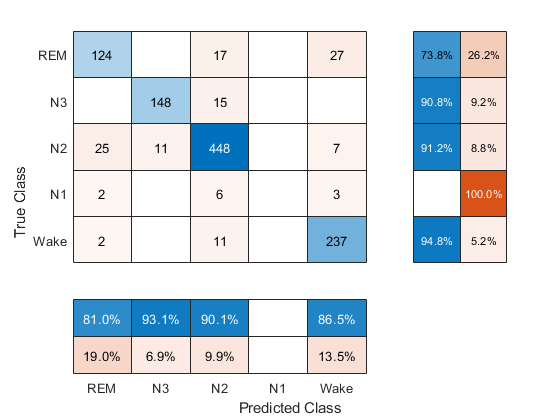 REM 124 17 27 73.8% 26.2%
N3 148 15 90.8% 9.2%
N2 25 11 448 7 91.2% 8.8%
N1 2 6 3 100.0%
Wake 2 11 237 94.8% 5.2%
True Class
81.0% 93.1% 90.1% 86.5%
19.0% 6.9% 9.9% 13.5%
REM N3 N2 N1 Wake
Predicted Class